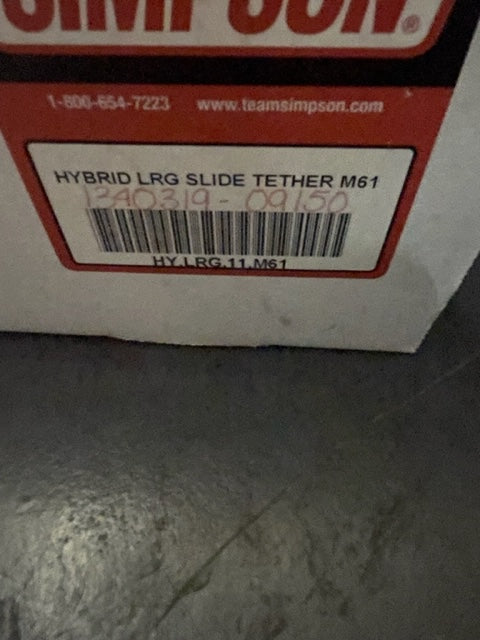 SIMPSON®
1-800-654-7223 www.teamsimpson.com
HYBRID LRG SLIDE TETHER M61
1340319 - 09150
HY.LRG.11.M61